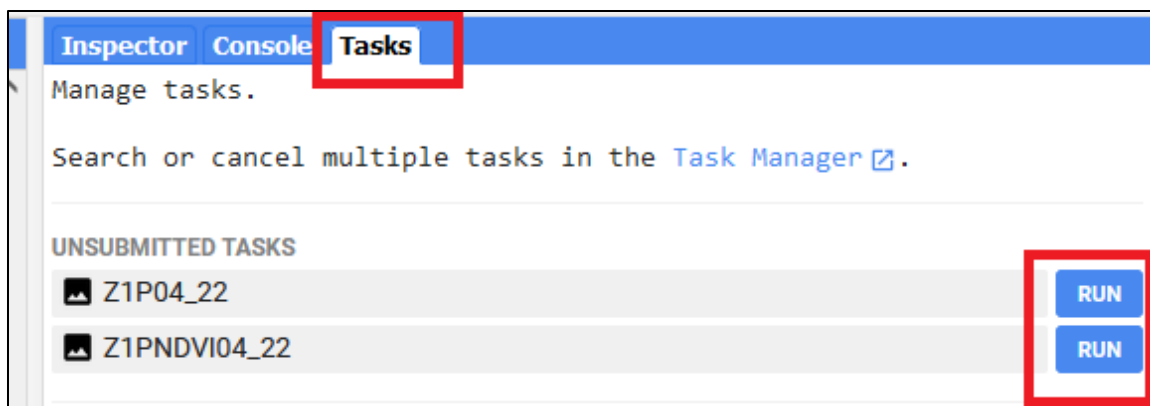 Inspector Console Tasks
Manage tasks.
Search or cancel multiple tasks in the Task Manager.
UNSUBMITTED TASKS
Z1P04_22 RUN
Z1PNDVI04_22 RUN